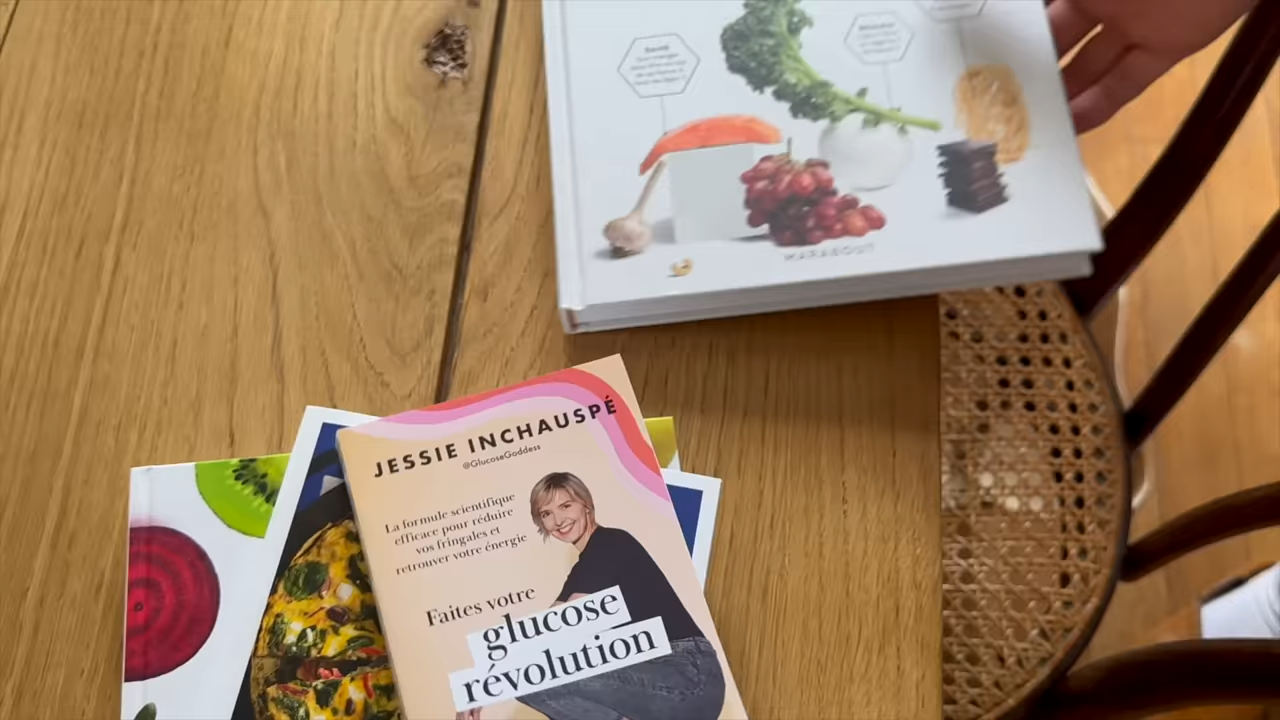 MARABOUT
JESSIE INCHAUSPÉ
@GlucoseGoddess
La formule scientifique
efficace pour réduire
vos fringales et
retrouver votre énergie
Faites votre
glucose
révolution